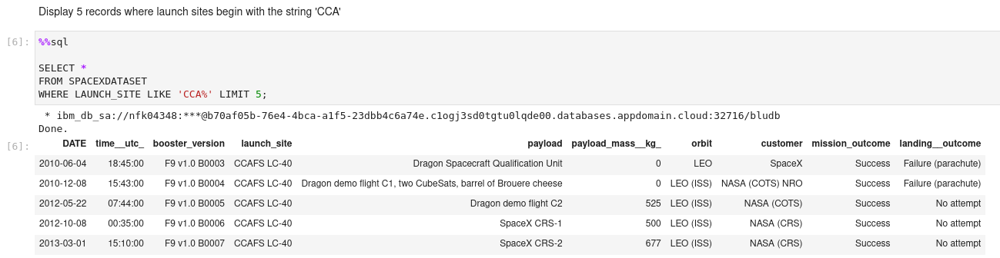 Display 5 records where launch sites begin with the string 'CCA'
[6]: %%sql
SELECT *
FROM SPACEXDATASET
WHERE LAUNCH_SITE LIKE 'CCA%' LIMIT 5;
* ibm_db_sa://nfk04348:***@b70af05b-76e4-4bca-a1f5-23dbb4c6a74e.c1ogj3sd0tgtu0lqde00.databases.appdomain.cloud:32716/bludb
Done.
[6]: DATE time__utc_ booster_version launch_site payload payload_mass__kg_ orbit customer mission_outcome landing__outcome
2010-06-04 18:45:00 F9 v1.0 B0003 CCAFS LC-40 Dragon Spacecraft Qualification Unit 0 LEO SpaceX Success Failure (parachute)
2010-12-08 15:43:00 F9 v1.0 B0004 CCAFS LC-40 Dragon demo flight C1, two CubeSats, barrel of Brouere cheese 0 LEO (ISS) NASA (COTS) NRO Success Failure (parachute)
2012-05-22 07:44:00 F9 v1.0 B0005 CCAFS LC-40 Dragon demo flight C2 525 LEO (ISS) NASA (COTS) Success No attempt
2012-10-08 00:35:00 F9 v1.0 B0006 CCAFS LC-40 SpaceX CRS-1 500 LEO (ISS) NASA (CRS) Success No attempt
2013-03-01 15:10:00 F9 v1.0 B0007 CCAFS LC-40 SpaceX CRS-2 677 LEO (ISS) NASA (CRS) Success No attempt